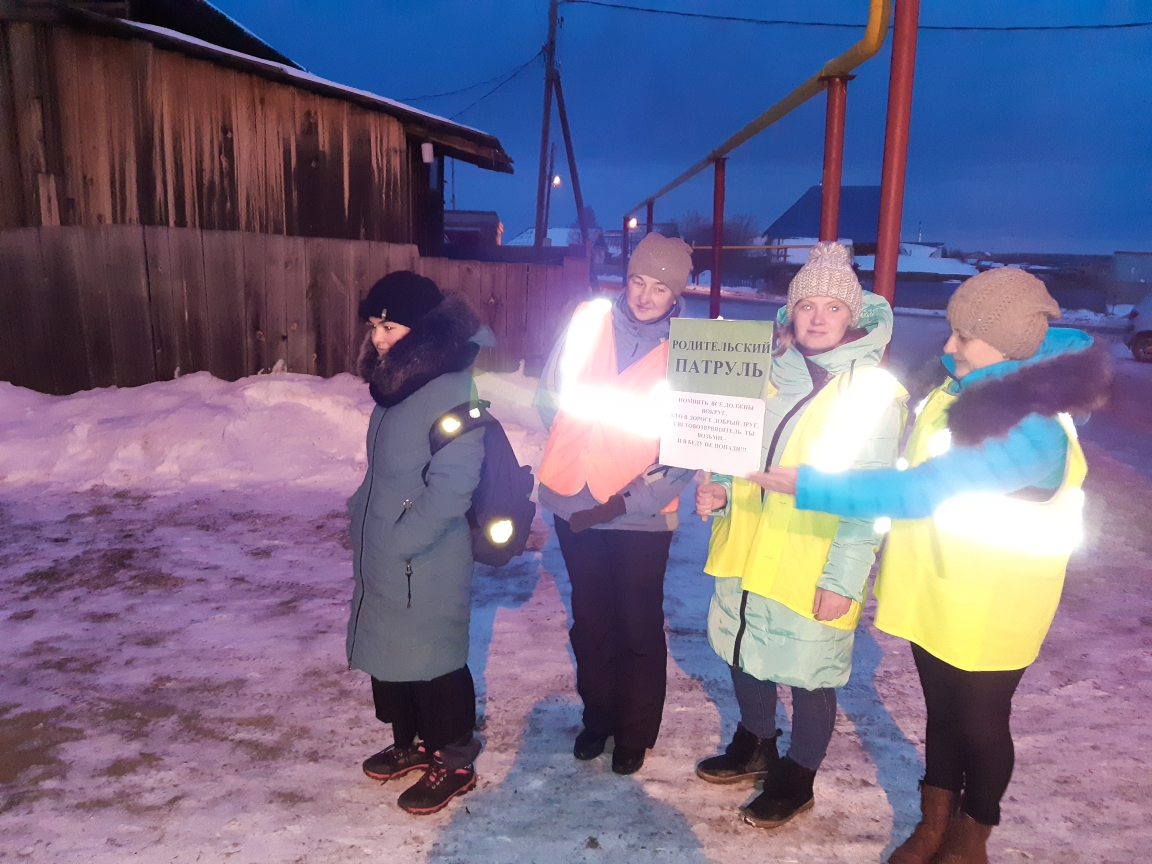 РОДИТЕЛЬСКИЙ
ПАТРУЛЬ
ПОМНИТЬ ВСЕ ДОЛЖНЫ
ВОКРУГ,
КТО В ДОРОГЕ ДОБРЫЙ ДРУГ,
СВЕТОВОЗВРАЩАТЕЛЬ ТЫ
ВОЗЬМИ -
И В БЕДУ НЕ ПОПАДИ!!!